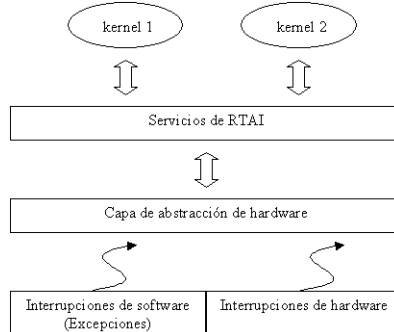 kernel 1
kernel 2
Servicios de RTAI
Capa de abstracción de hardware
Interrupciones de software
(Excepciones)
Interrupciones de hardware